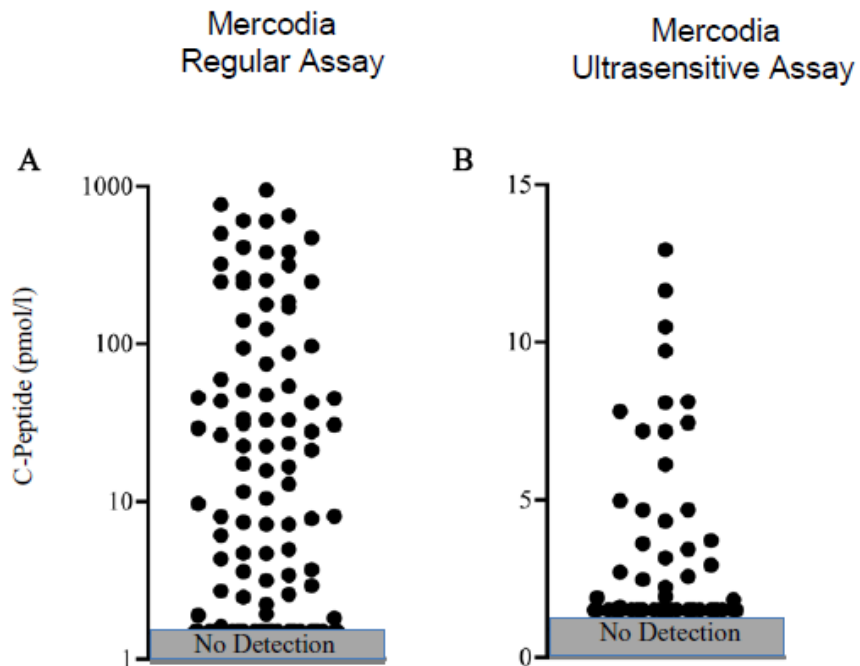 Mercodia
Regular Assay
Mercodia
Ultrasensitive Assay
A
B
C-Peptide (pmol/l)
1000
100
10
1
No Detection
15
10
5
0
No Detection